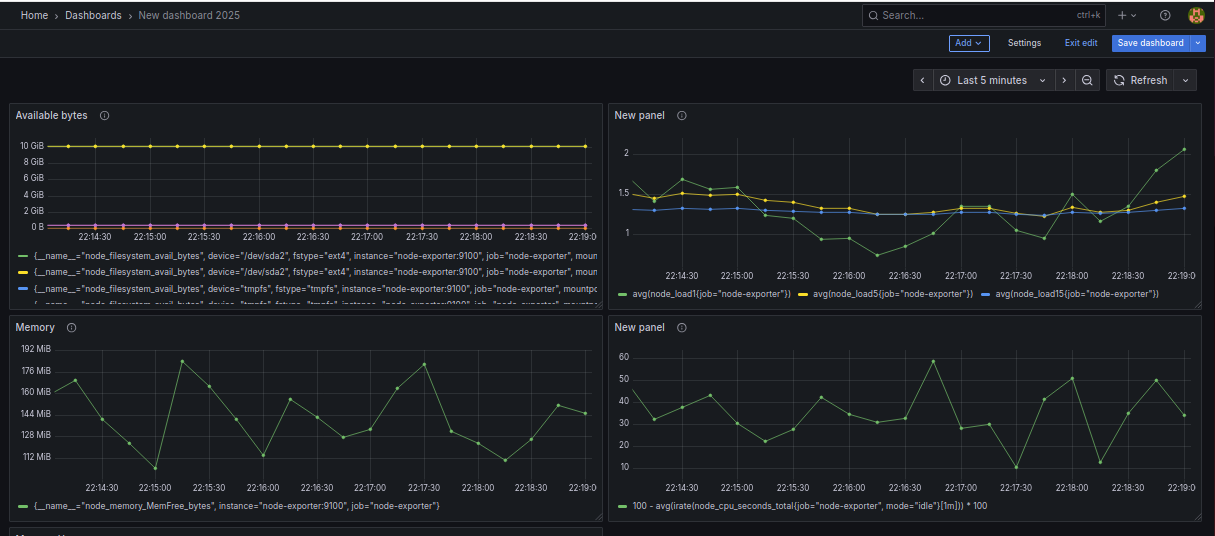 Home › Dashboards › New dashboard 2025
Search... ctrl+k
Add Settings Exit edit Save dashboard
Last 5 minutes Refresh
Available bytes
10 GiB
8 GiB
6 GiB
4 GiB
2 GiB
0 B
22:14:30 22:15:00 22:15:30 22:16:00 22:16:30 22:17:00 22:17:30 22:18:00 22:18:30 22:19:0
{__name__="node_filesystem_avail_bytes", device="/dev/sda2", fstype="ext4", instance="node-exporter:9100", job="node-exporter", moun
{__name__="node_filesystem_avail_bytes", device="/dev/sda2", fstype="ext4", instance="node-exporter:9100", job="node-exporter", moun
{__name__="node_filesystem_avail_bytes", device="tmpfs", fstype="tmpfs", instance="node-exporter:9100", job="node-exporter", mountpo
New panel
2
1.5
1
22:14:30 22:15:00 22:15:30 22:16:00 22:16:30 22:17:00 22:17:30 22:18:00 22:18:30 22:19:0
avg(node_load1{job="node-exporter"}) avg(node_load5{job="node-exporter"}) avg(node_load15{job="node-exporter"})
Memory
192 MiB
176 MiB
160 MiB
144 MiB
128 MiB
112 MiB
22:14:30 22:15:00 22:15:30 22:16:00 22:16:30 22:17:00 22:17:30 22:18:00 22:18:30 22:19:0
{__name__="node_memory_MemFree_bytes", instance="node-exporter:9100", job="node-exporter"}
New panel
60
50
40
30
20
10
22:14:30 22:15:00 22:15:30 22:16:00 22:16:30 22:17:00 22:17:30 22:18:00 22:18:30 22:19:0
100 - avg(irate(node_cpu_seconds_total{job="node-exporter", mode="idle"}[1m])) * 100